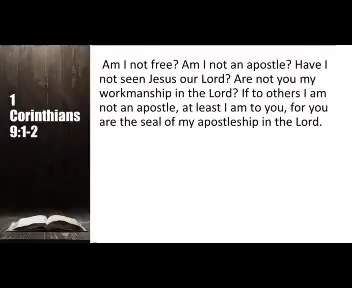 1
Corinthians
9:1-2
Am I not free? Am I not an apostle? Have I
not seen Jesus our Lord? Are not you my
workmanship in the Lord? If to others I am
not an apostle, at least I am to you, for you
are the seal of my apostleship in the Lord.